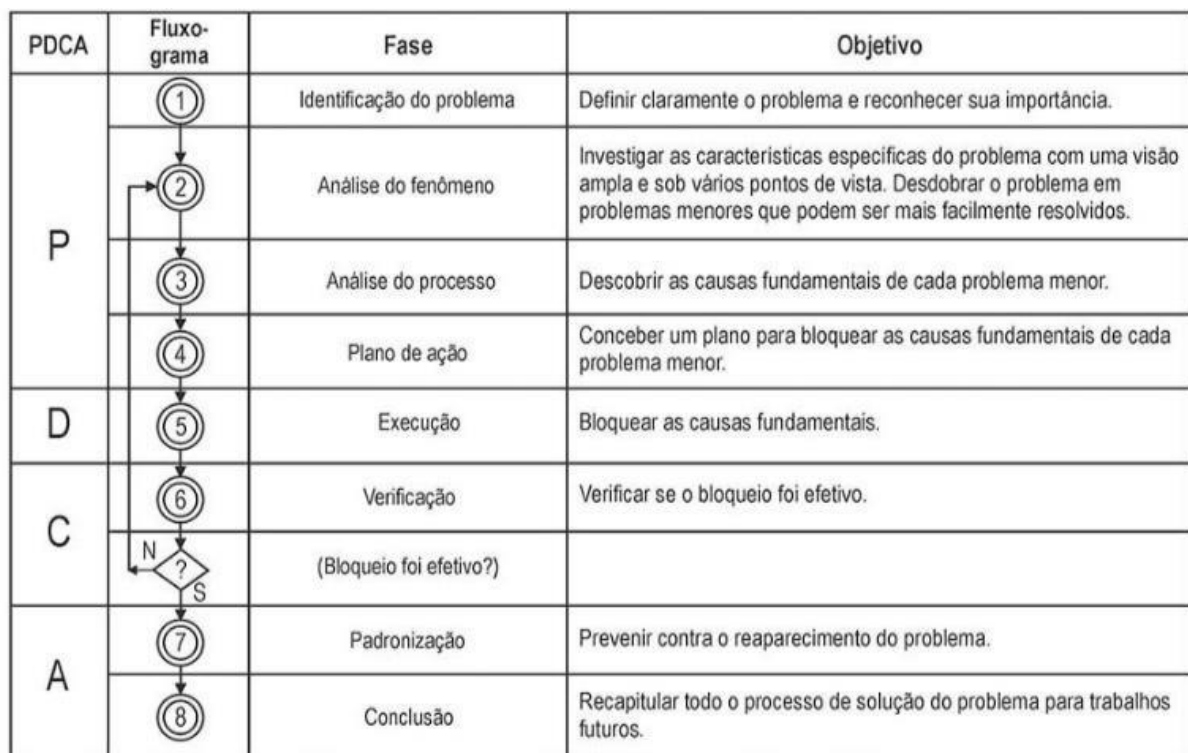 PDCA
Fluxo-
grama
Fase
Objetivo
P
1
Identificação do problema
Definir claramente o problema e reconhecer sua importância.
2
Análise do fenômeno
Investigar as características específicas do problema com uma visão
ampla e sob vários pontos de vista. Desdobrar o problema em
problemas menores que podem ser mais facilmente resolvidos.
3
Análise do processo
Descobrir as causas fundamentais de cada problema menor.
4
Plano de ação
Conceber um plano para bloquear as causas fundamentais de cada
problema menor.
D
5
Execução
Bloquear as causas fundamentais.
C
6
Verificação
Verificar se o bloqueio foi efetivo.
N
?
S
(Bloqueio foi efetivo?)
A
7
Padronização
Prevenir contra o reaparecimento do problema.
8
Conclusão
Recapitular todo o processo de solução do problema para trabalhos
futuros.